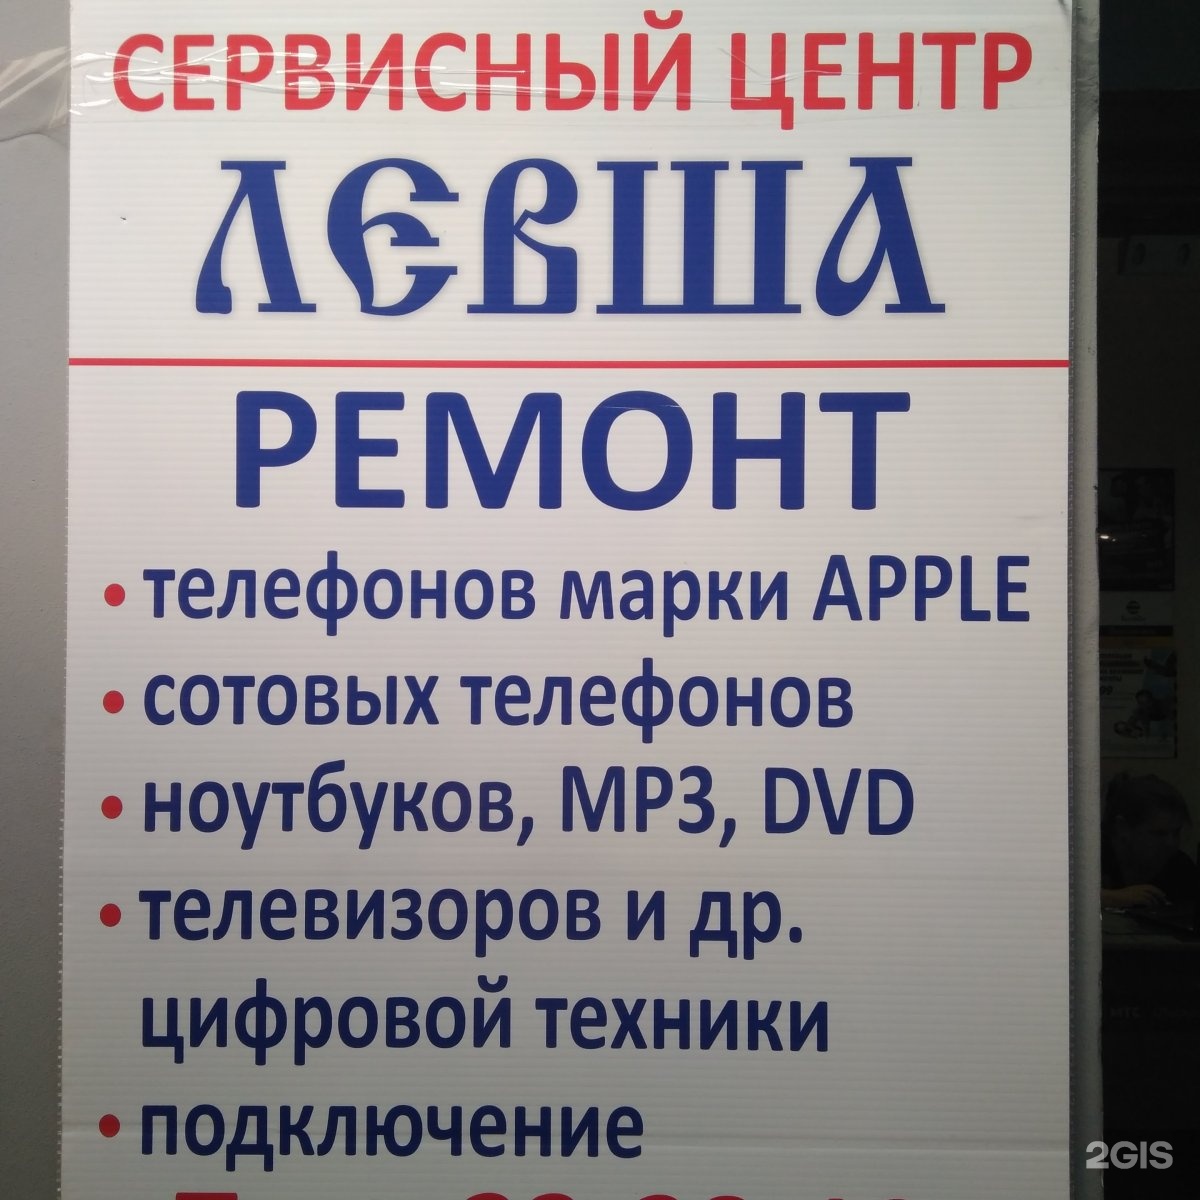 СЕРВИСНЫЙ ЦЕНТР
ЛЕВША
РЕМОНТ
• телефонов марки APPLE
• сотовых телефонов
• ноутбуков, MP3, DVD
• телевизоров и др.
цифровой техники
• подключение
2GIS